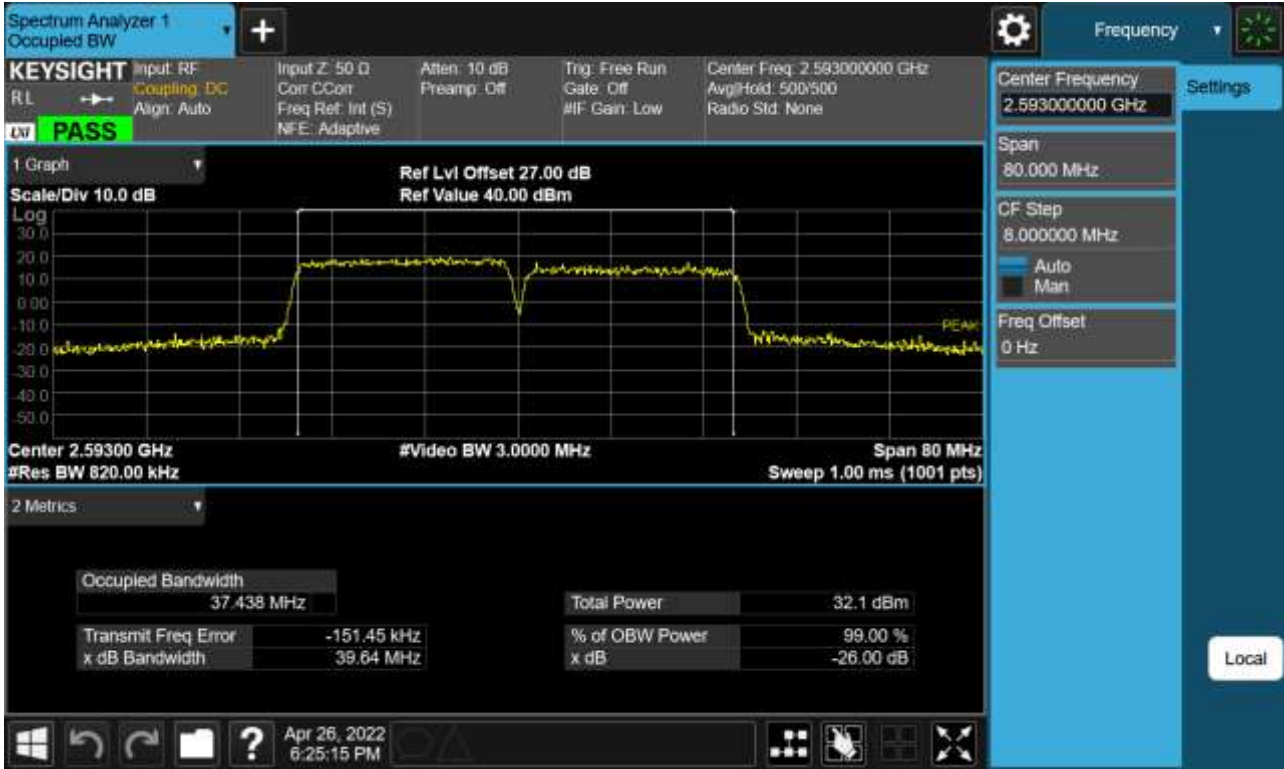 Spectrum Analyzer 1
Occupied BW
+
Frequency
KEYSIGHT
RL
LXI
PASS
Input: RF
Coupling: DC
Align: Auto
Input Z: 50 Ω
Corr CCorr
Freq Ref: Int (S)
NFE: Adaptive
Atten: 10 dB
Preamp: Off
Trig: Free Run
Gate: Off
#IF Gain: Low
Center Freq: 2.593000000 GHz
Avg|Hold: 500/500
Radio Std: None
1 Graph
Scale/Div 10.0 dB
Ref Lvl Offset 27.00 dB
Ref Value 40.00 dBm
Log
30.0
20.0
10.0
0.00
-10.0
-20.0
-30.0
-40.0
-50.0
PEAK
Center 2.59300 GHz
#Res BW 820.00 kHz
#Video BW 3.0000 MHz
Span 80 MHz
Sweep 1.00 ms (1001 pts)
2 Metrics
Occupied Bandwidth
37.438 MHz
Transmit Freq Error -151.45 kHz
x dB Bandwidth 39.64 MHz
Total Power 32.1 dBm
% of OBW Power 99.00 %
x dB -26.00 dB
Center Frequency
2.593000000 GHz
Span
80.000 MHz
CF Step
8.000000 MHz
Auto
Man
Freq Offset
0 Hz
Settings
Local
?
Apr 26, 2022
6:25:15 PM